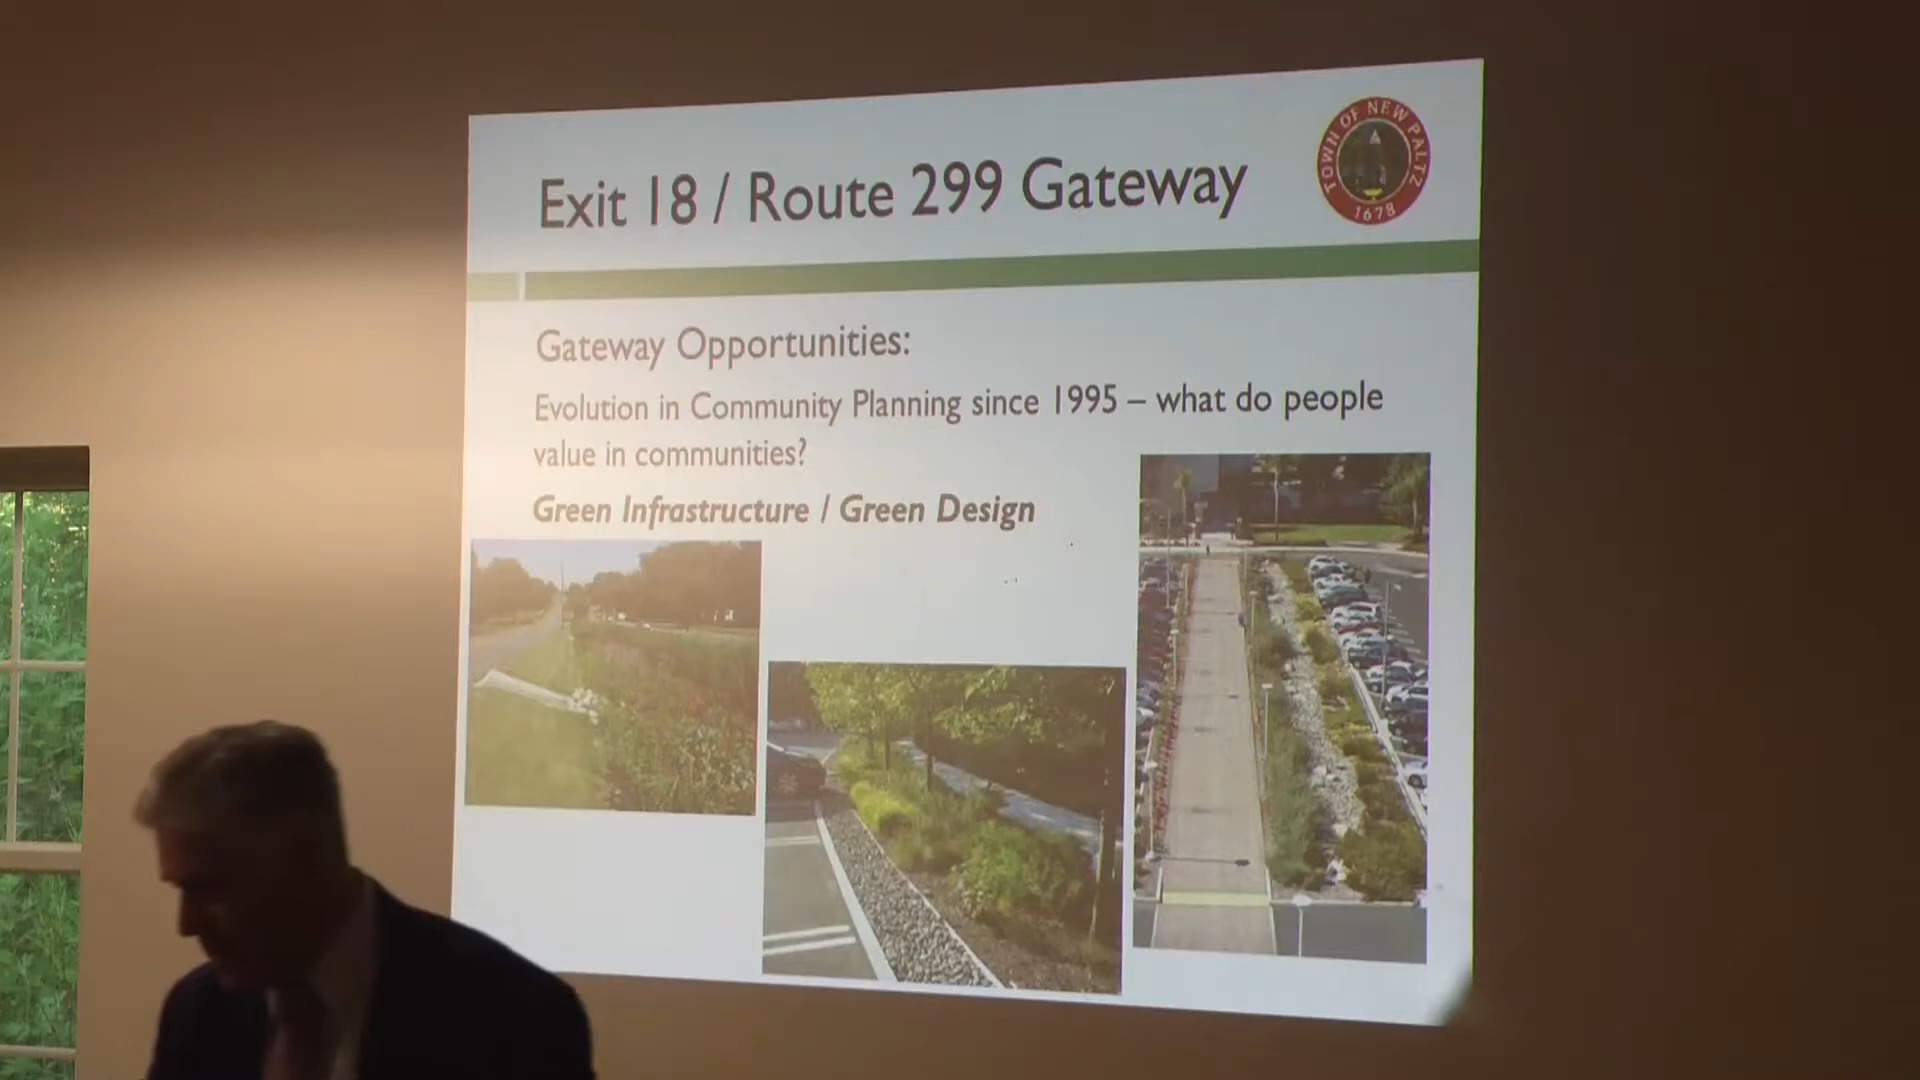 Exit 18 / Route 299 Gateway
TOWN OF NEW PALTZ
1678
Gateway Opportunities:
Evolution in Community Planning since 1995 – what do people
value in communities?
Green Infrastructure / Green Design